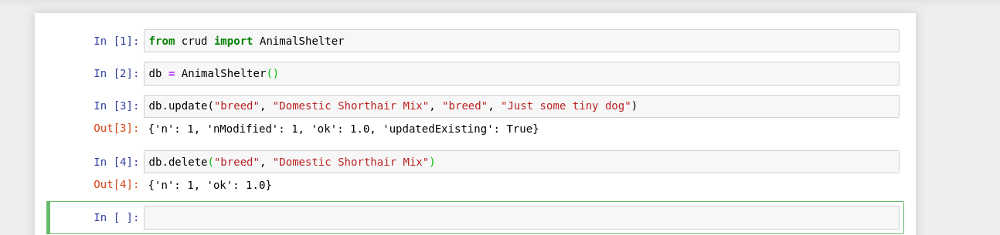 In [1]: from crud import AnimalShelter
In [2]: db = AnimalShelter()
In [3]: db.update("breed", "Domestic Shorthair Mix", "breed", "Just some tiny dog")
Out[3]: {'n': 1, 'nModified': 1, 'ok': 1.0, 'updatedExisting': True}
In [4]: db.delete("breed", "Domestic Shorthair Mix")
Out[4]: {'n': 1, 'ok': 1.0}
In [ ]: